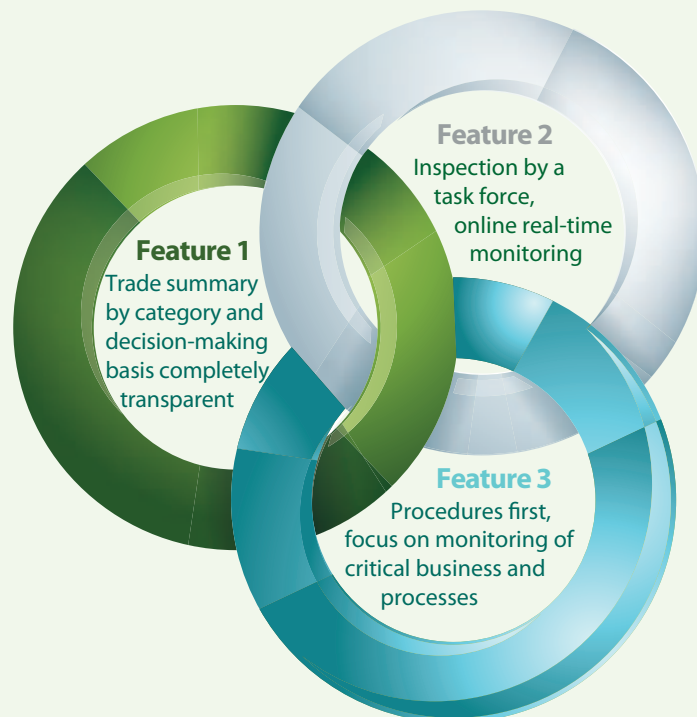 Feature 1
Trade summary
by category and
decision-making
basis completely
transparent
Feature 2
Inspection by a
task force,
online real-time
monitoring
Feature 3
Procedures first,
focus on monitoring of
critical business and
processes